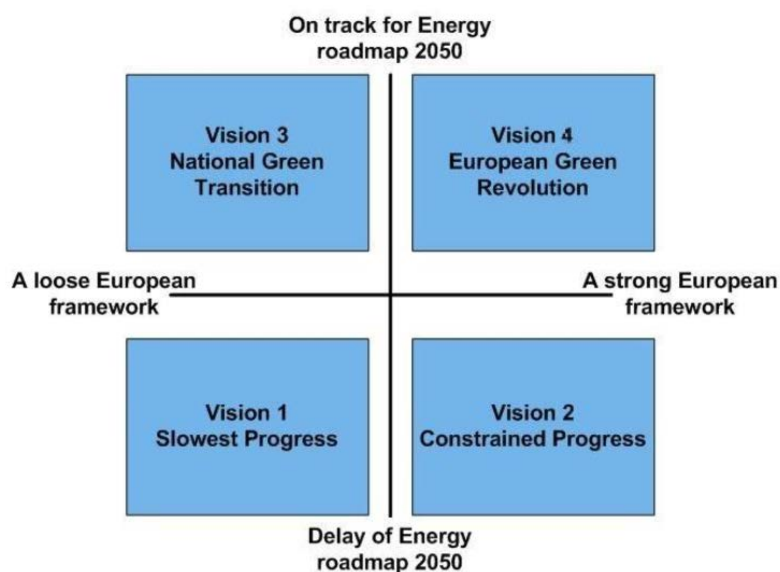 On track for Energy
roadmap 2050
Vision 3
National Green
Transition
Vision 4
European Green
Revolution
A loose European
framework
A strong European
framework
Vision 1
Slowest Progress
Vision 2
Constrained Progress
Delay of Energy
roadmap 2050